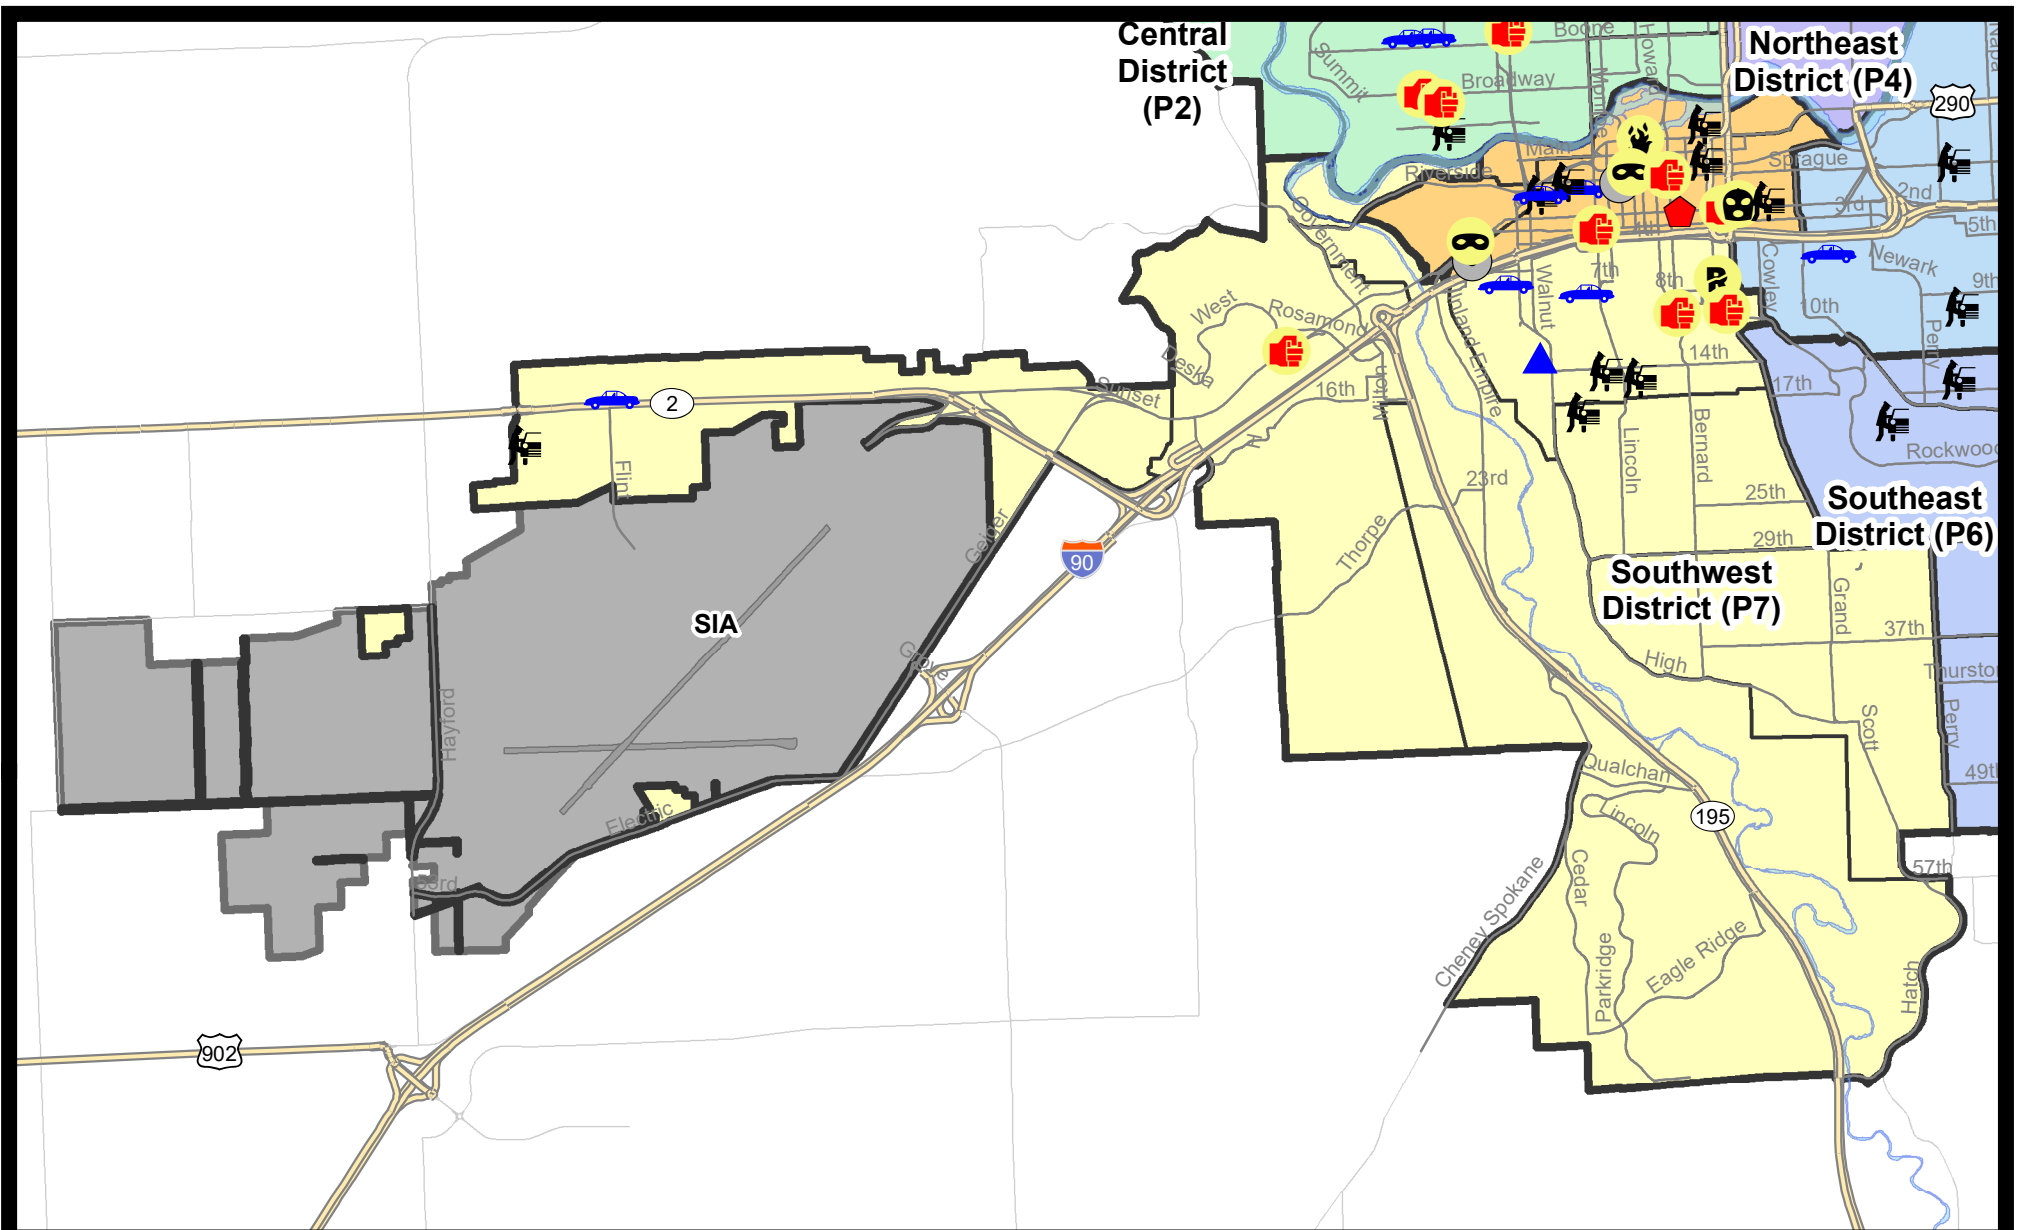 Central
District
(P2)
Northeast
District (P4)
Boone
Howard
Napa
Summit
Broadway
Monroe
290
Main
Sprague
Riverside
2nd
3rd
4th
5th
Government
Cowley
Newark
7th
8th
9th
West
Walnut
10th
Rosamond
Inland Empire
Perry
14th
Deska
16th
17th
Sunset
Milton
2
A
Lincoln
Bernard
Rockwood
Flint
23rd
25th
Southeast
District (P6)
Geiger
Thorpe
29th
90
Southwest
District (P7)
Grand
SIA
37th
Grove
High
Thurston
Hayford
Scott
Perry
Qualchan
49th
Electric
Lincoln
195
53rd
Cedar
57th
Cheney Spokane
Parkridge
Eagle Ridge
Hatch
902